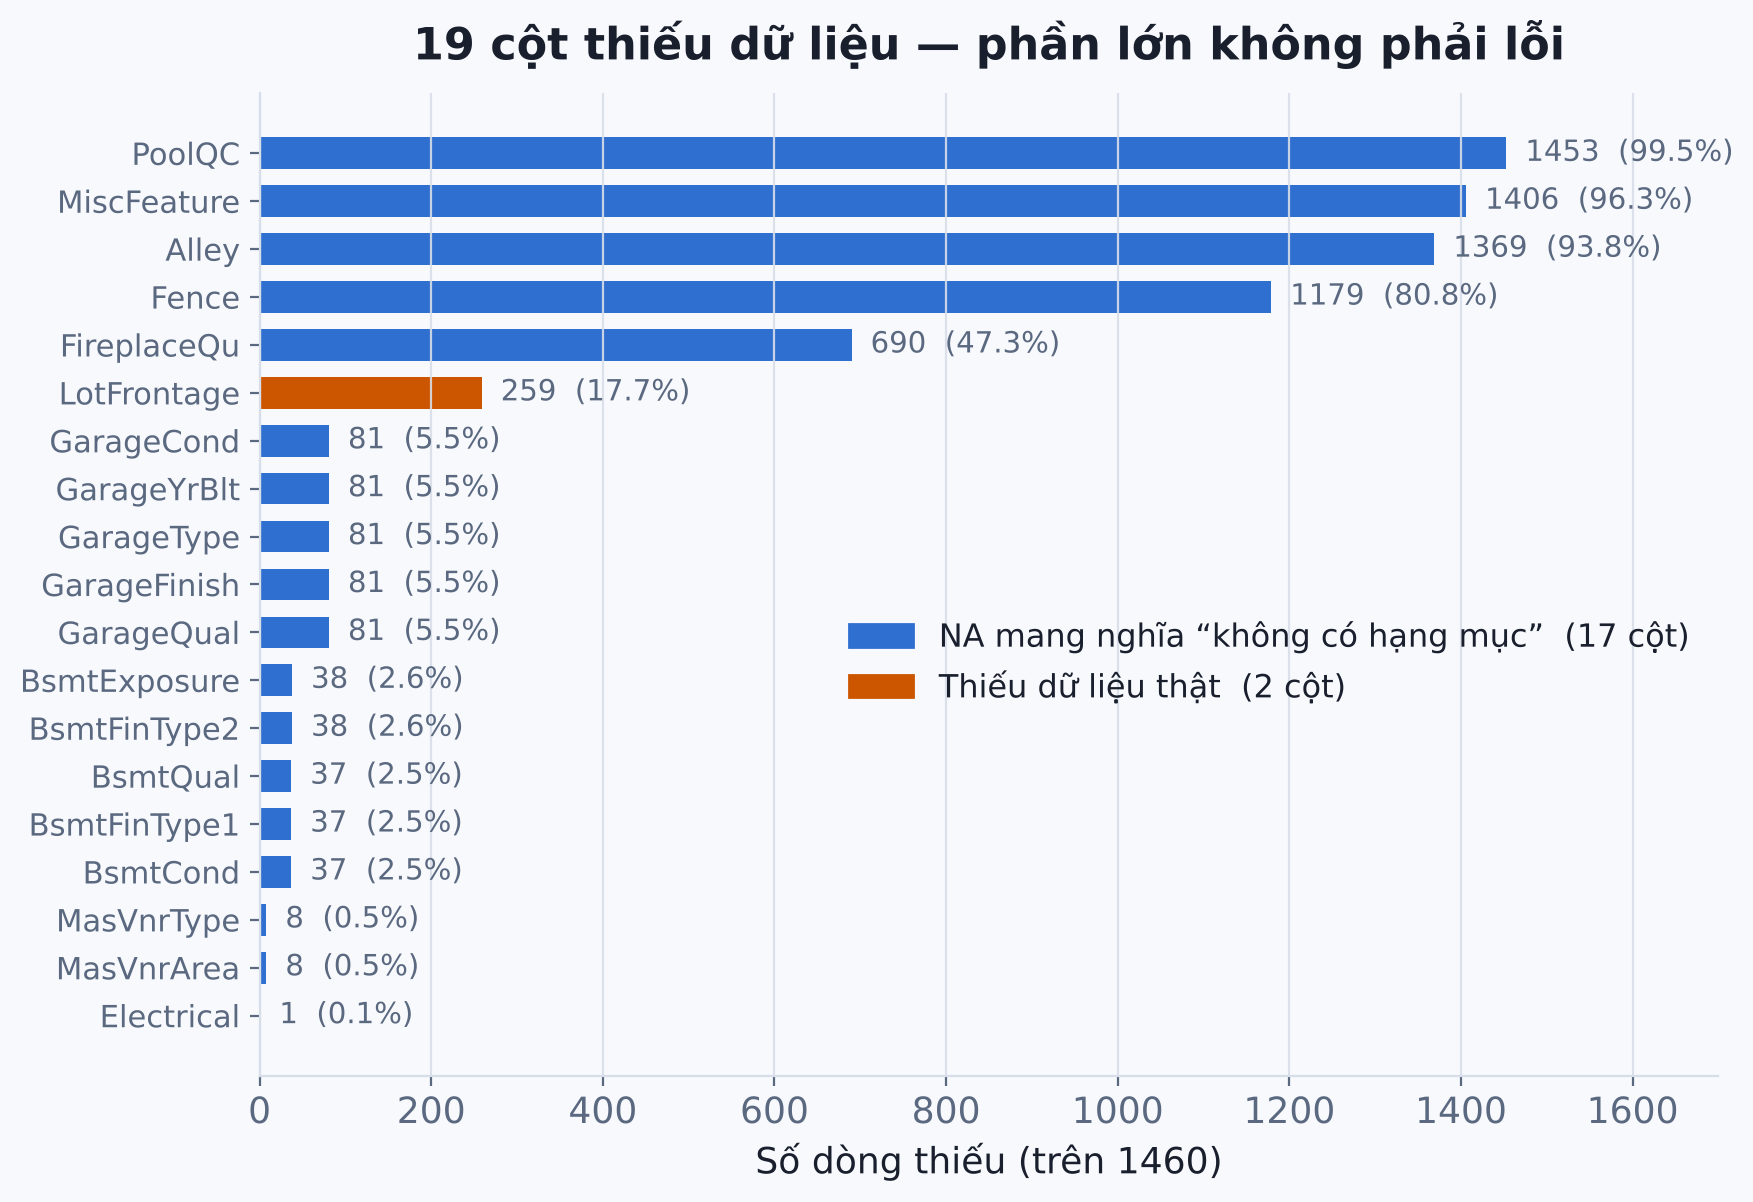 19 cột thiếu dữ liệu — phần lớn không phải lỗi
PoolQC 1453 (99.5%)
MiscFeature 1406 (96.3%)
Alley 1369 (93.8%)
Fence 1179 (80.8%)
FireplaceQu 690 (47.3%)
LotFrontage 259 (17.7%)
GarageCond 81 (5.5%)
GarageYrBlt 81 (5.5%)
GarageType 81 (5.5%)
GarageFinish 81 (5.5%)
GarageQual 81 (5.5%)
NA mang nghĩa “không có hạng mục” (17 cột)
Thiếu dữ liệu thật (2 cột)
BsmtExposure 38 (2.6%)
BsmtFinType2 38 (2.6%)
BsmtQual 37 (2.5%)
BsmtFinType1 37 (2.5%)
BsmtCond 37 (2.5%)
MasVnrType 8 (0.5%)
MasVnrArea 8 (0.5%)
Electrical 1 (0.1%)
0 200 400 600 800 1000 1200 1400 1600
Số dòng thiếu (trên 1460)